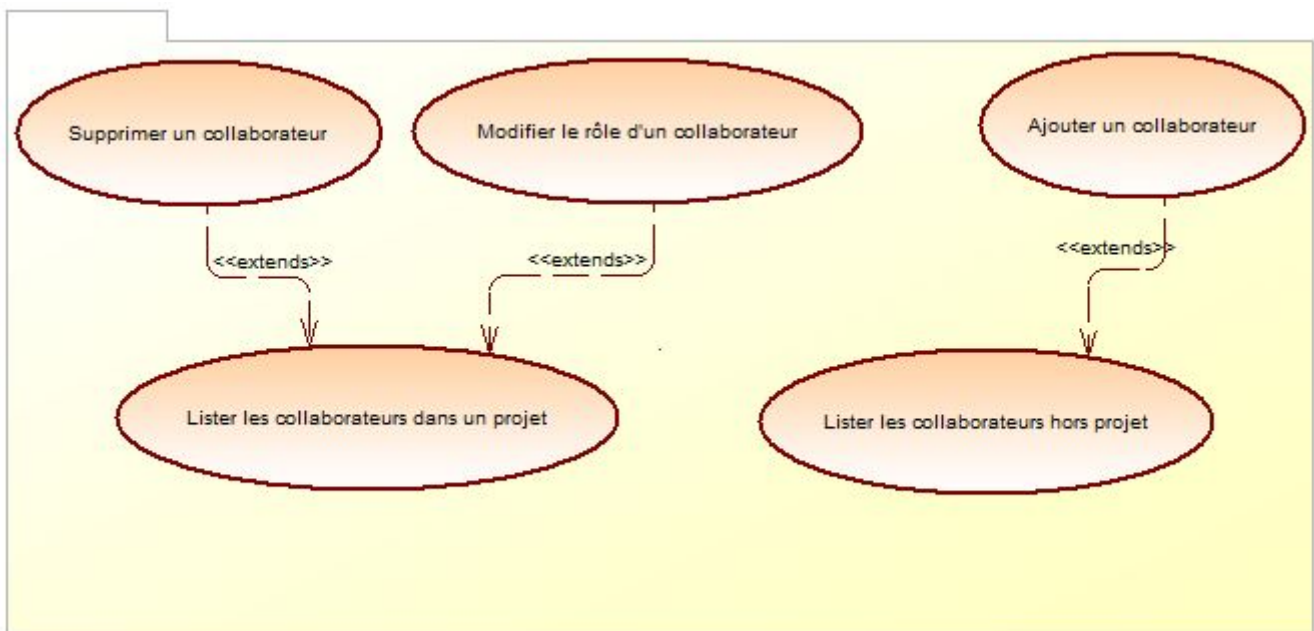 Supprimer un collaborateur
Modifier le rôle d'un collaborateur
Ajouter un collaborateur
<<extends>>
<<extends>>
<<extends>>
Lister les collaborateurs dans un projet
Lister les collaborateurs hors projet